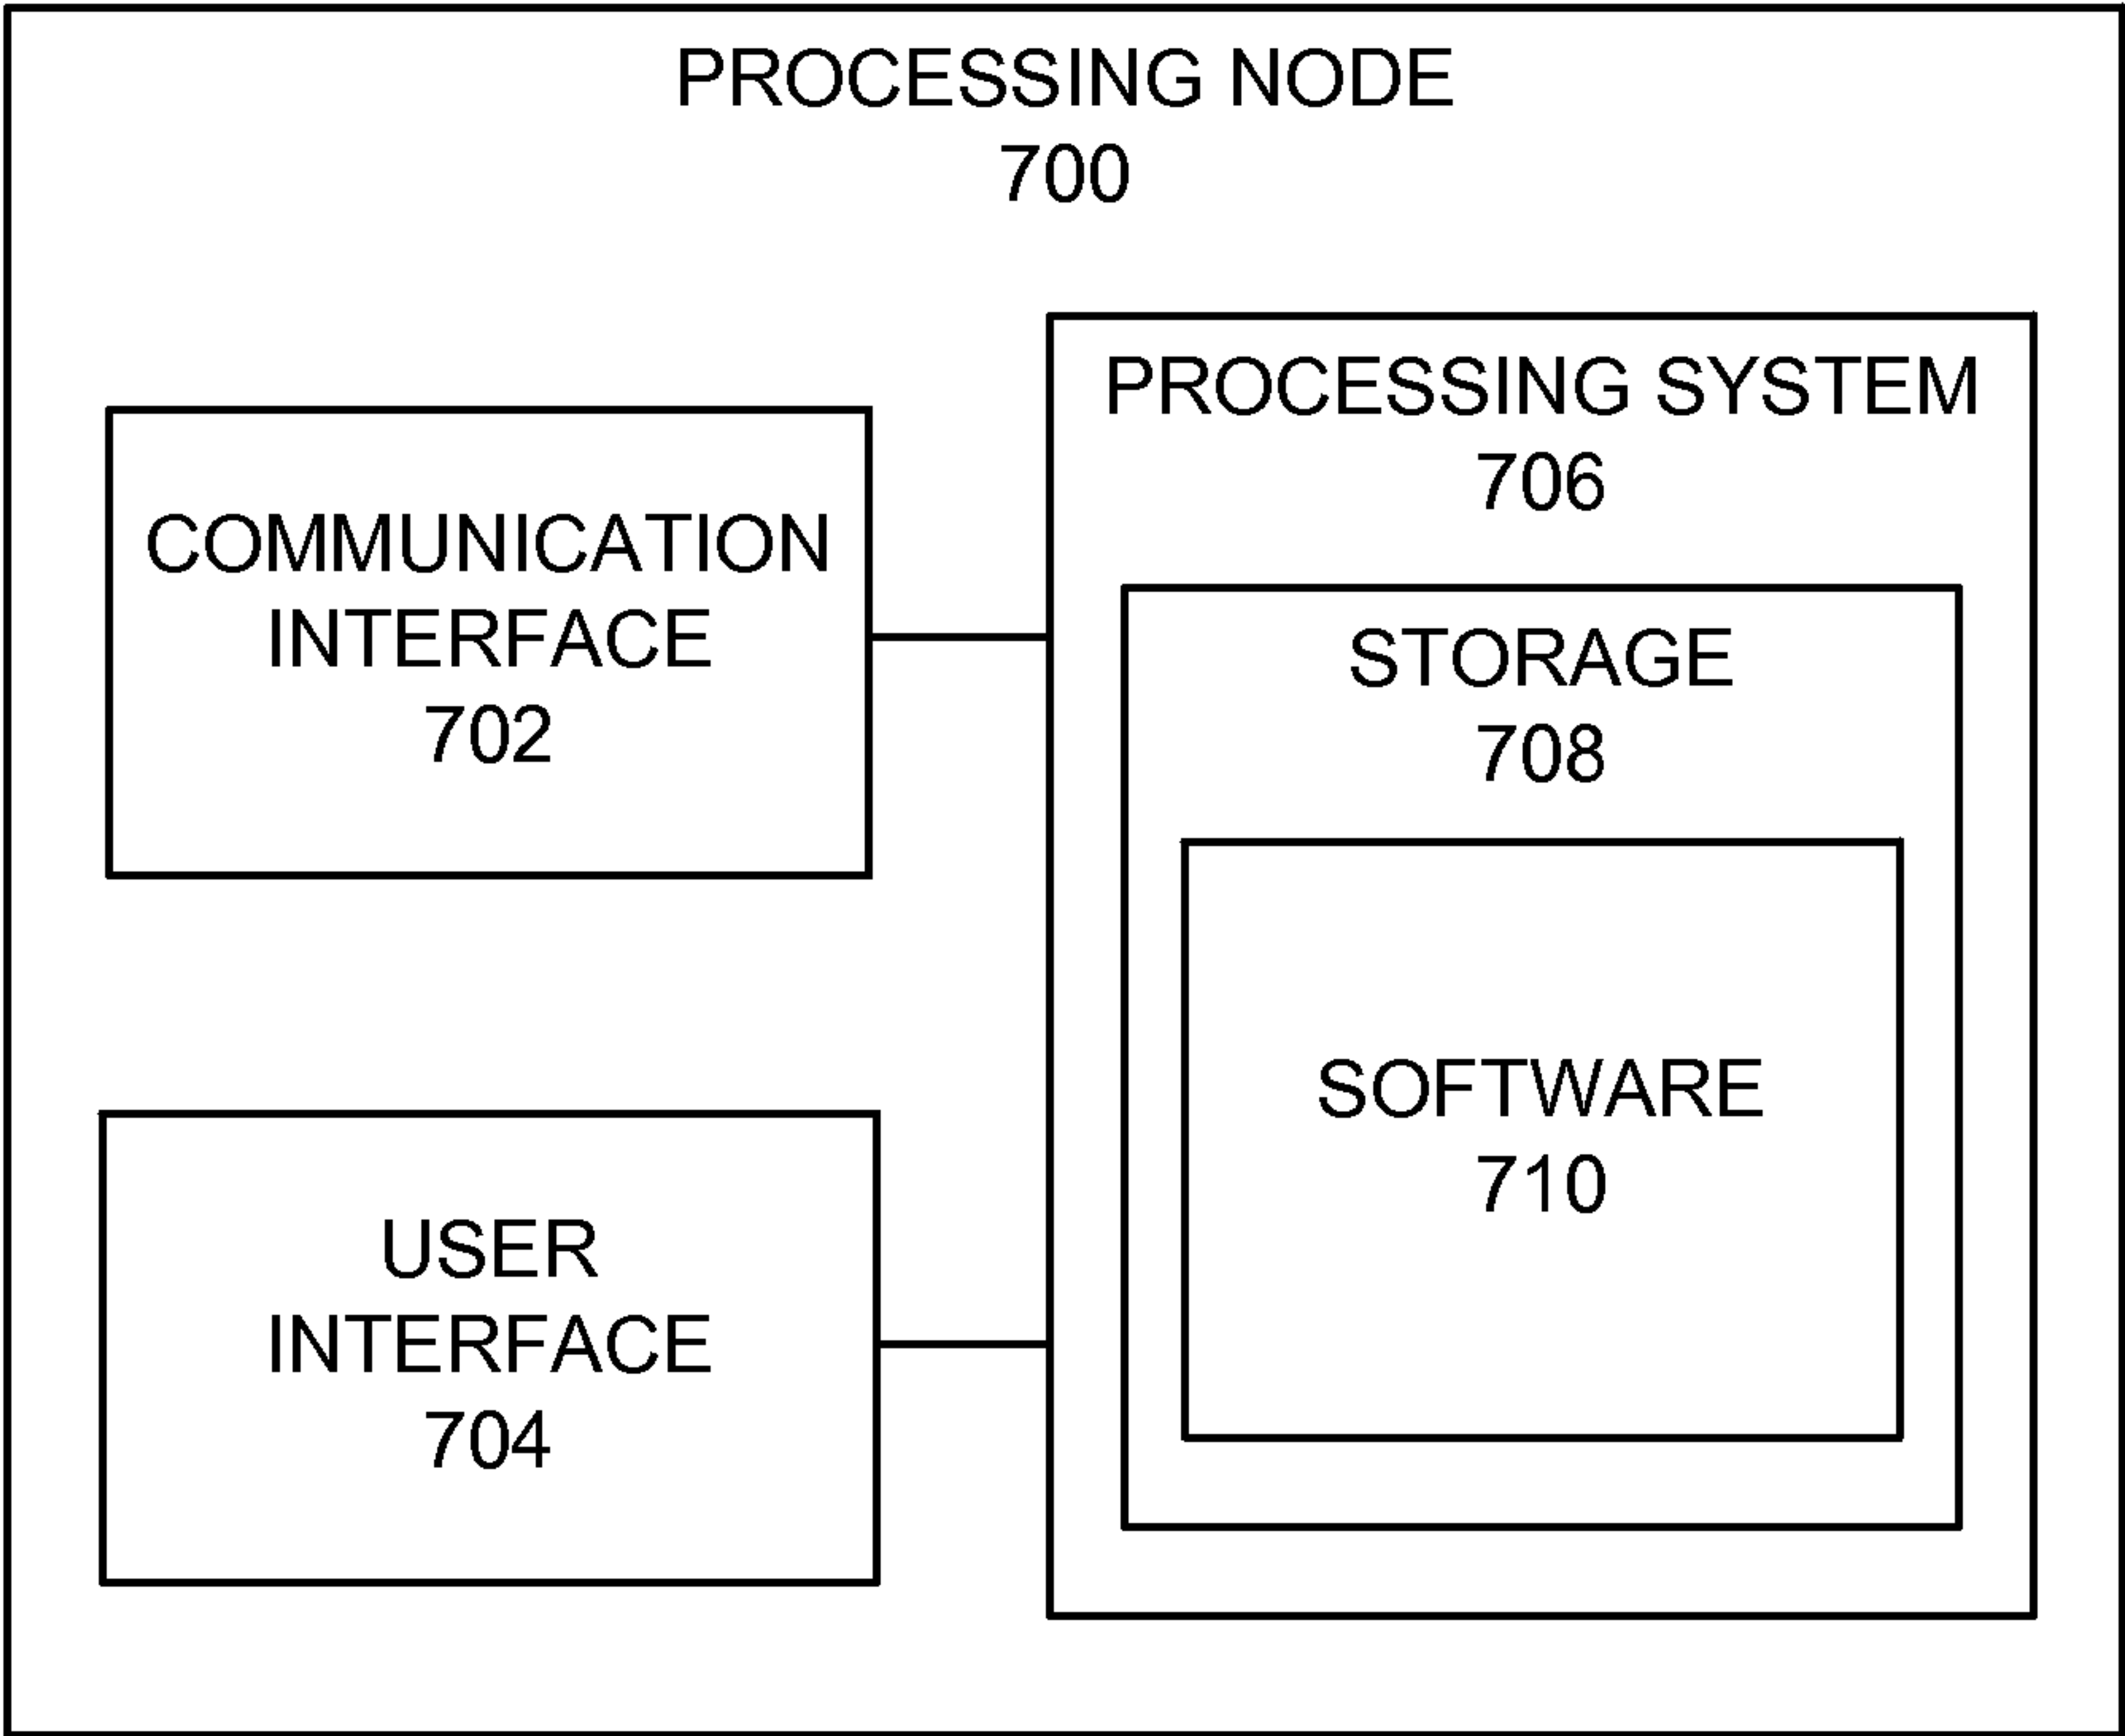 PROCESSING NODE
700
COMMUNICATION
INTERFACE
702
USER
INTERFACE
704
PROCESSING SYSTEM
706
STORAGE
708
SOFTWARE
710